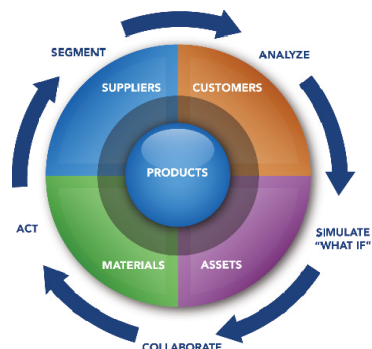 SEGMENT
ANALYZE
SUPPLIERS
CUSTOMERS
PRODUCTS
ACT
SIMULATE
"WHAT IF"
MATERIALS
ASSETS
COLLABORATE